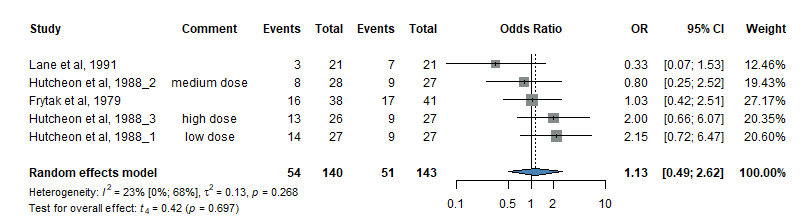 Study Comment Events Total Events Total Odds Ratio OR 95% CI Weight
Lane et al, 1991 3 21 7 21 0.33 [0.07; 1.53] 12.46%
Hutcheon et al, 1988_2 medium dose 8 28 9 27 0.80 [0.25; 2.52] 19.43%
Frytak et al, 1979 16 38 17 41 1.03 [0.42; 2.51] 27.17%
Hutcheon et al, 1988_3 high dose 13 26 9 27 2.00 [0.66; 6.07] 20.35%
Hutcheon et al, 1988_1 low dose 14 27 9 27 2.15 [0.72; 6.47] 20.60%
Random effects model 54 140 51 143 1.13 [0.49; 2.62] 100.00%
Heterogeneity: I² = 23% [0%; 68%], τ² = 0.13, p = 0.268
Test for overall effect: t₄ = 0.42 (p = 0.697)
0.1 0.5 1 2 10